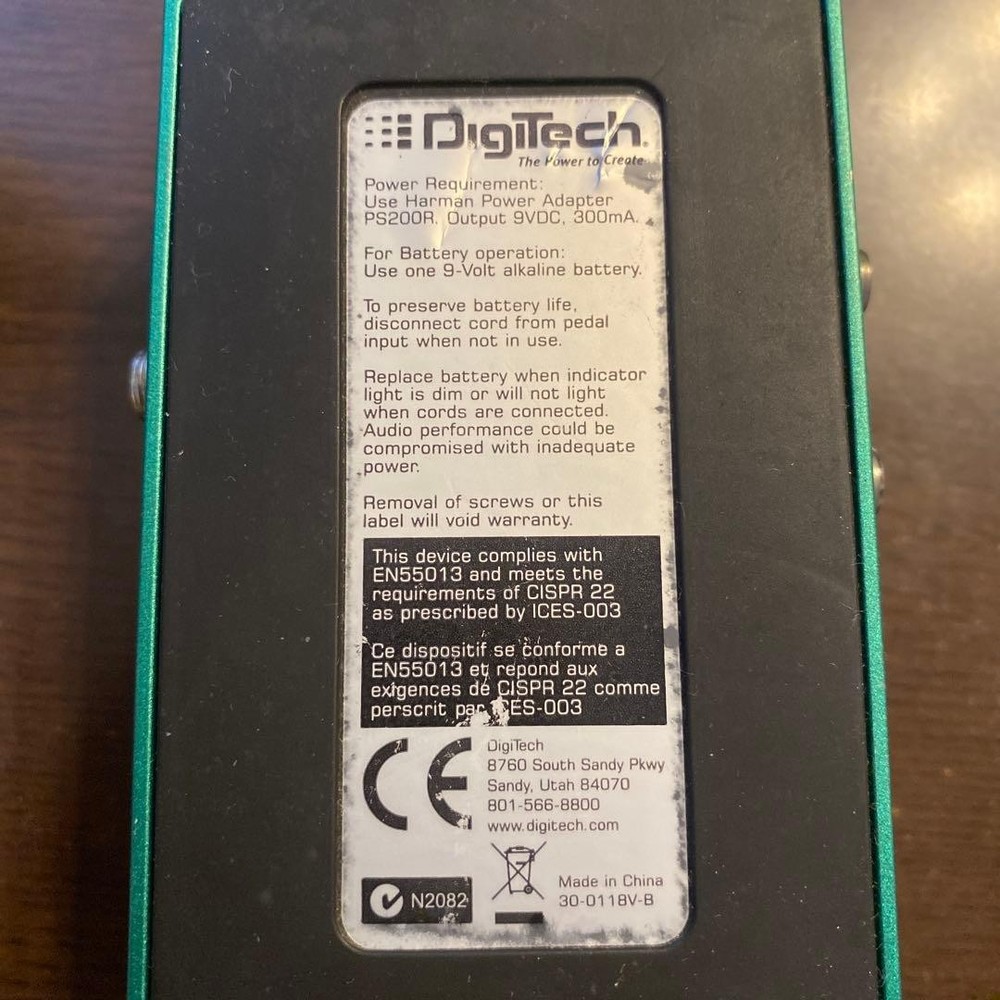 DigiTech
The Power to Create
Power Requirement:
Use Harman Power Adapter
PS200R. Output 9VDC, 300mA.
For Battery operation:
Use one 9-Volt alkaline battery.
To preserve battery life,
disconnect cord from pedal
input when not in use.
Replace battery when indicator
light is dim or will not light
when cords are connected.
Audio performance could be
compromised with inadequate
power.
Removal of screws or this
label will void warranty.
This device complies with
EN55013 and meets the
requirements of CISPR 22
as prescribed by ICES-003
Ce dispositif se conforme a
EN55013 et repond aux
exigences de CISPR 22 comme
perscrit par ICES-003
CE
DigiTech
8760 South Sandy Pkwy
Sandy, Utah 84070
801-566-8800
www.digitech.com
N2082
Made in China
30-0118V-B